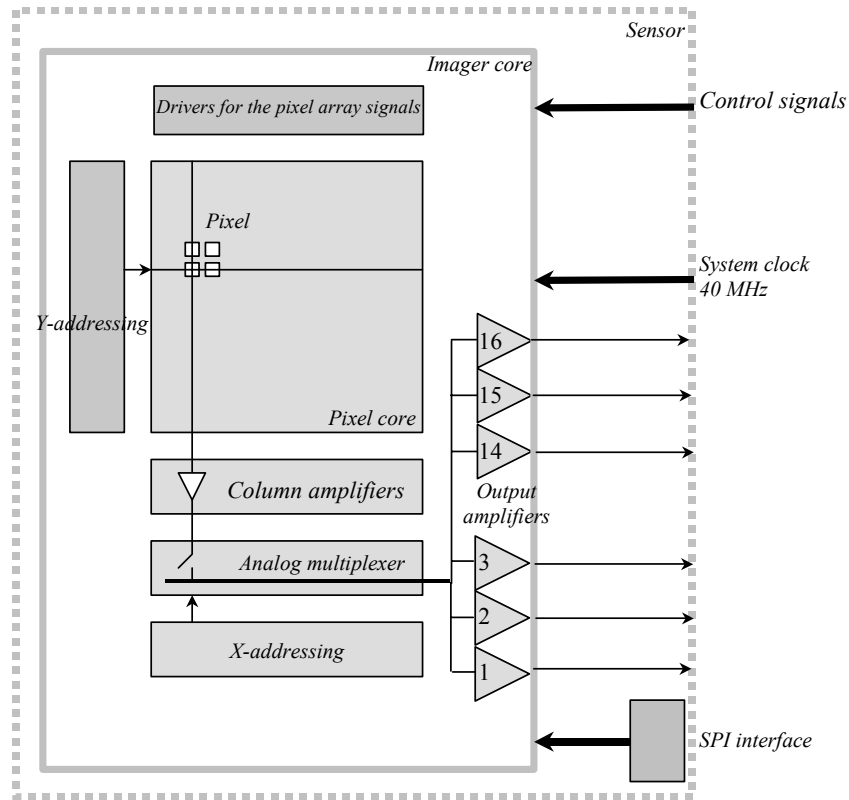 Sensor
Imager core
Drivers for the pixel array signals
Control signals
Pixel
System clock
40 MHz
Y-addressing
16
15
Pixel core
14
Column amplifiers
Output
amplifiers
Analog multiplexer
3
2
X-addressing
1
SPI interface